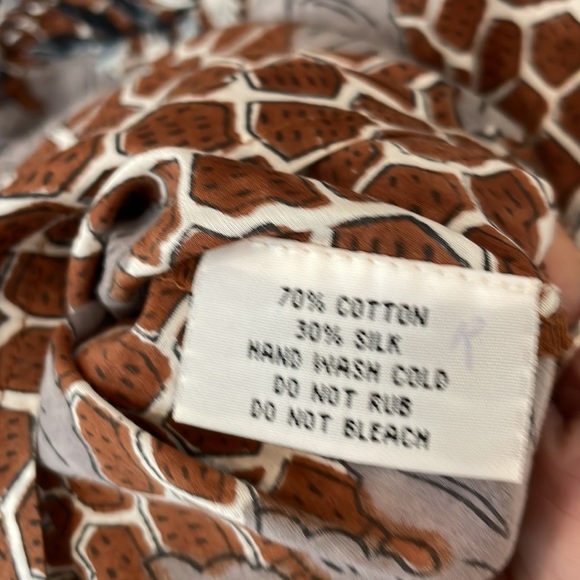 70% COTTON
30% SILK
HAND WASH COLD
DO NOT RUB
DO NOT BLEACH